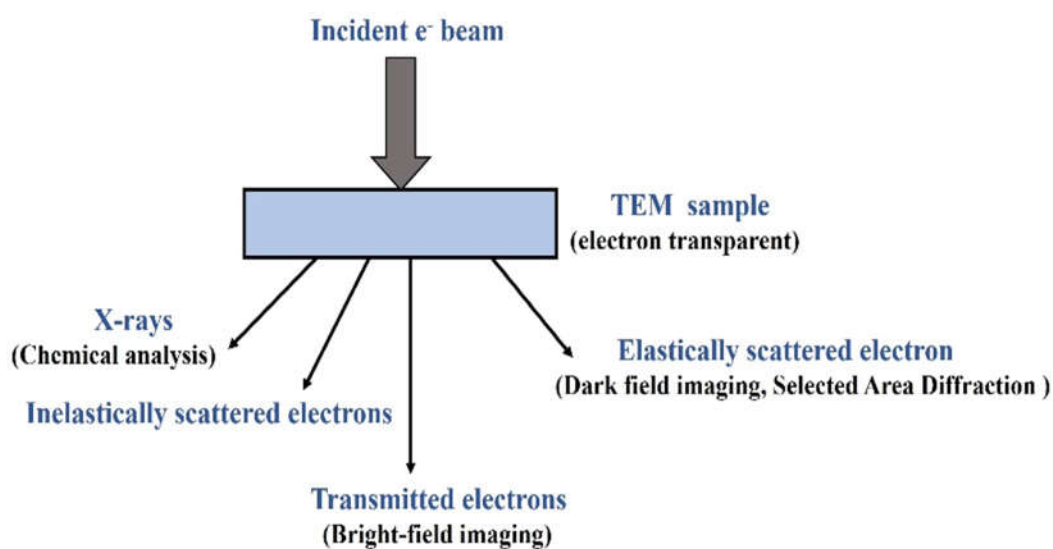 Incident e⁻ beam
TEM sample
(electron transparent)
X-rays
(Chemical analysis)
Elastically scattered electron
(Dark field imaging, Selected Area Diffraction )
Inelastically scattered electrons
Transmitted electrons
(Bright-field imaging)